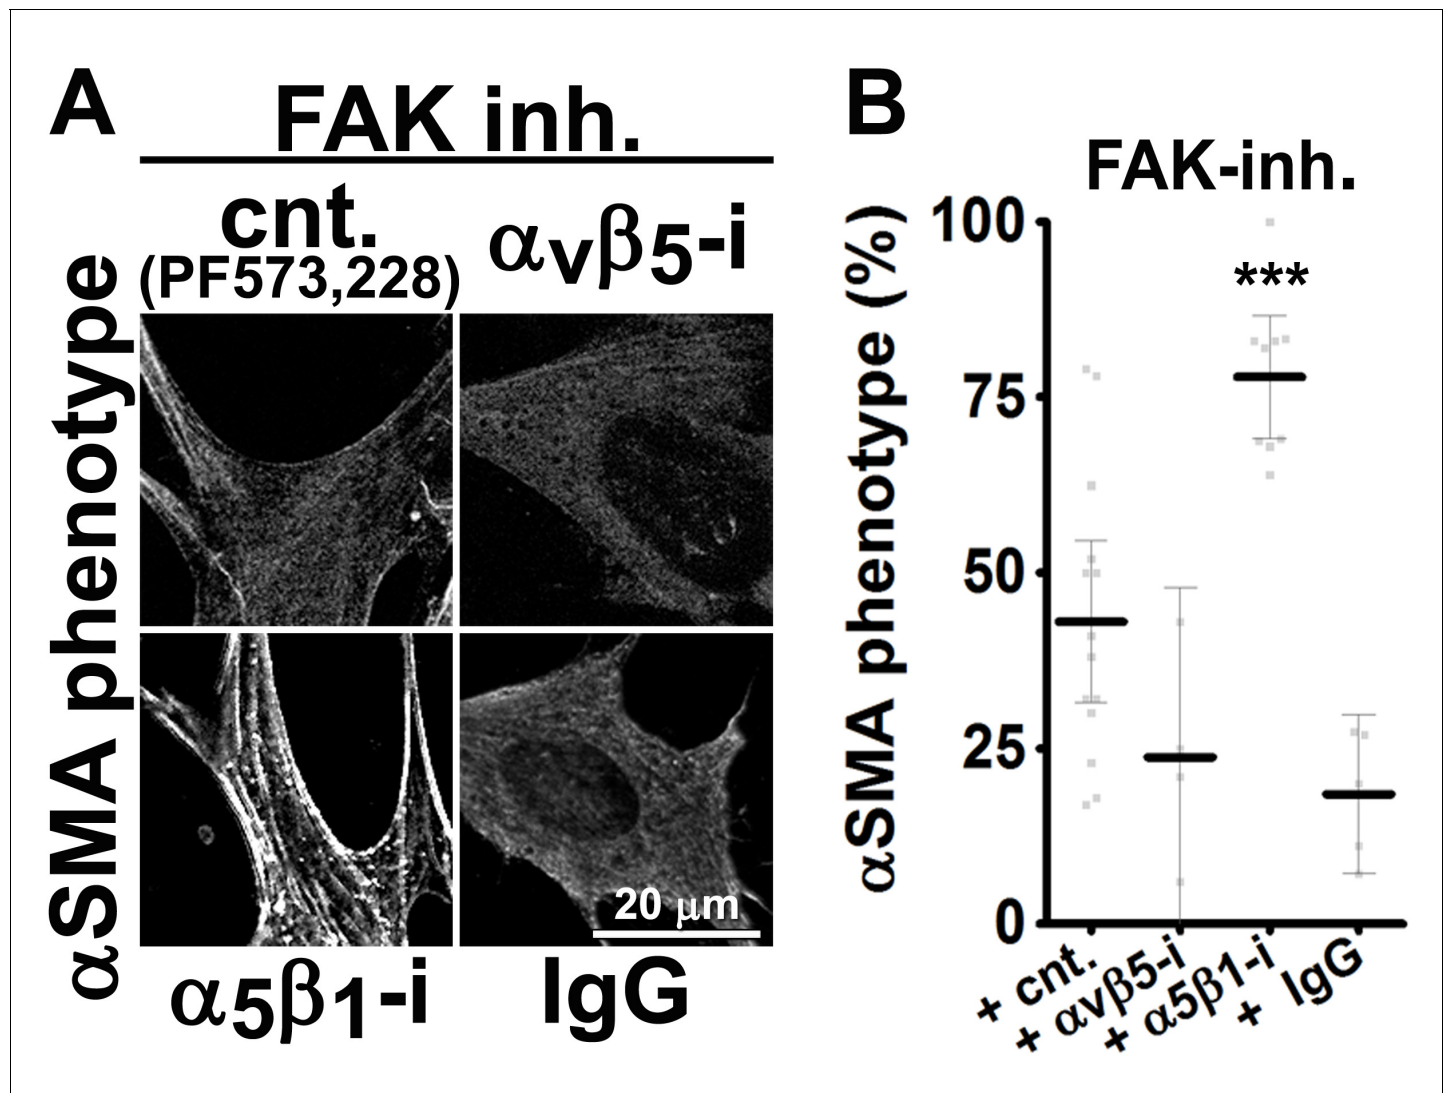 A
FAK inh.
cnt.
(PF573,228)
αvβ5-i
αSMA phenotype
20 μm
α5β1-i
IgG
B
FAK-inh.
αSMA phenotype (%)
100
***
75
50
25
0
+ cnt.
+ αvβ5-i
+ α5β1-i
+ IgG